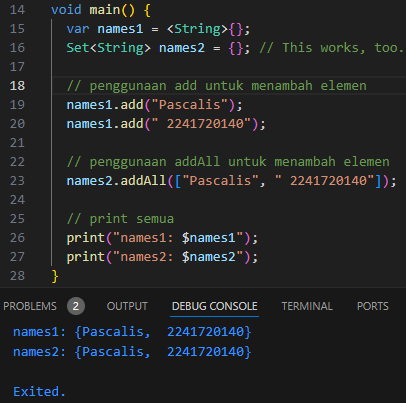 14 void main() {
15   var names1 = <String>{};
16   Set<String> names2 = {}; // This works, too.
17
18   // penggunaan add untuk menambah elemen
19   names1.add("Pascalis");
20   names1.add(" 2241720140");
21
22   // penggunaan addAll untuk menambah elemen
23   names2.addAll(["Pascalis", " 2241720140"]);
24
25   // print semua
26   print("names1: $names1");
27   print("names2: $names2");
28 }
PROBLEMS 2 OUTPUT DEBUG CONSOLE TERMINAL PORTS
names1: {Pascalis,  2241720140}
names2: {Pascalis,  2241720140}
Exited.